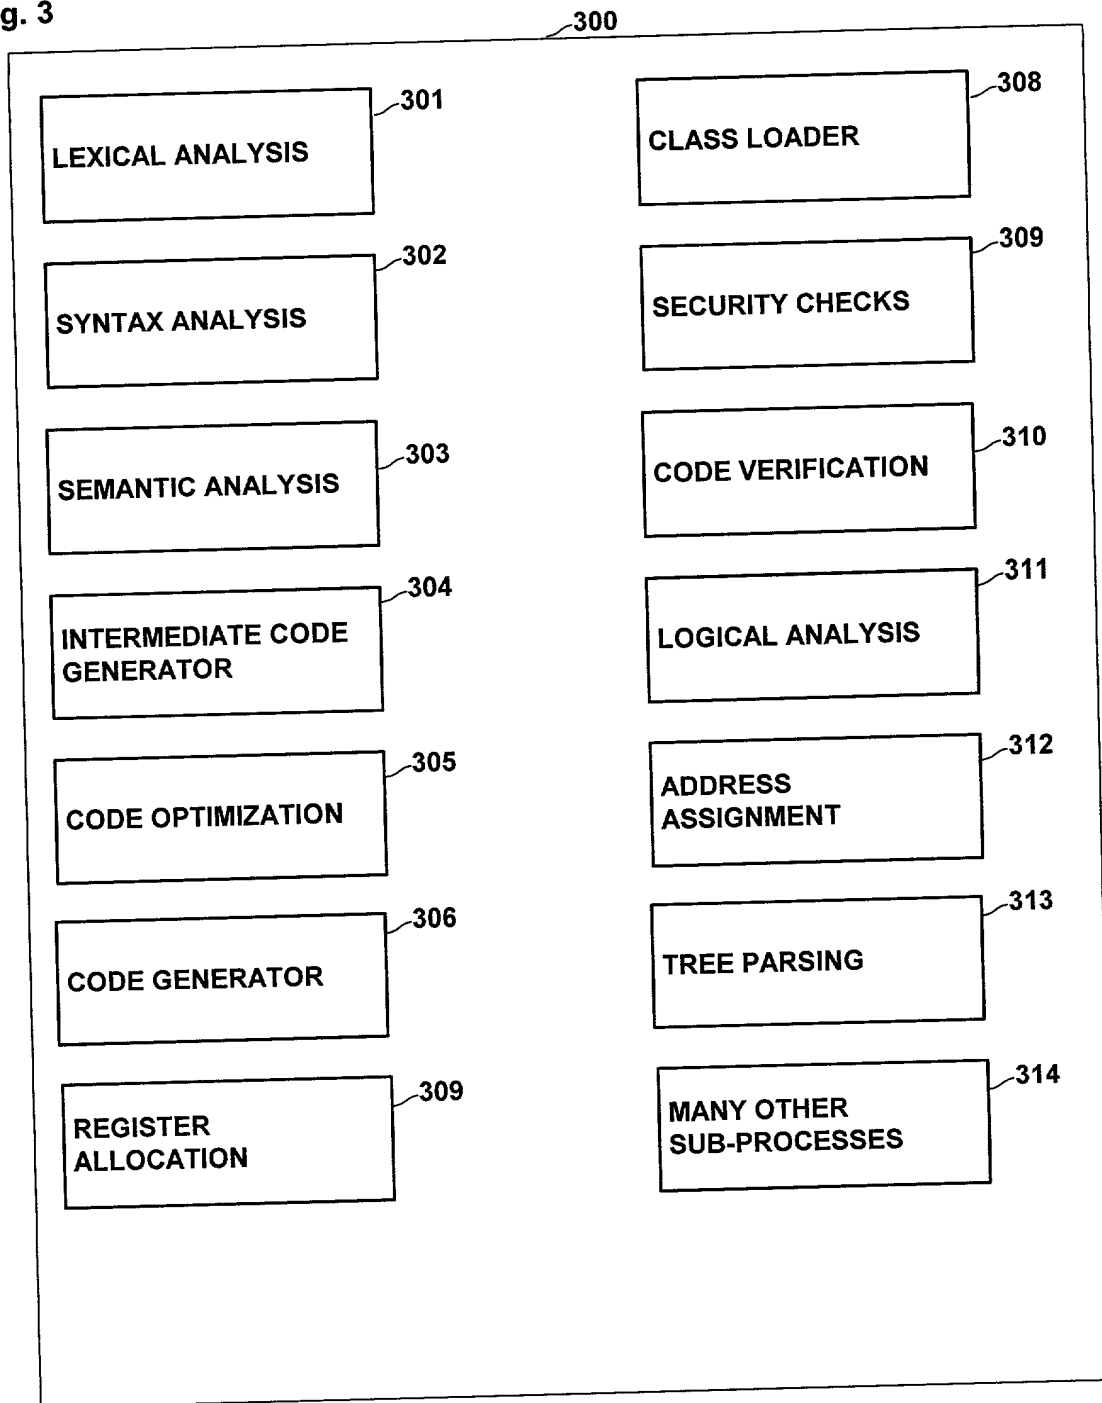 g. 3
300
301
LEXICAL ANALYSIS
302
SYNTAX ANALYSIS
303
SEMANTIC ANALYSIS
304
INTERMEDIATE CODE
GENERATOR
305
CODE OPTIMIZATION
306
CODE GENERATOR
309
REGISTER
ALLOCATION
308
CLASS LOADER
309
SECURITY CHECKS
310
CODE VERIFICATION
311
LOGICAL ANALYSIS
312
ADDRESS
ASSIGNMENT
313
TREE PARSING
314
MANY OTHER
SUB-PROCESSES